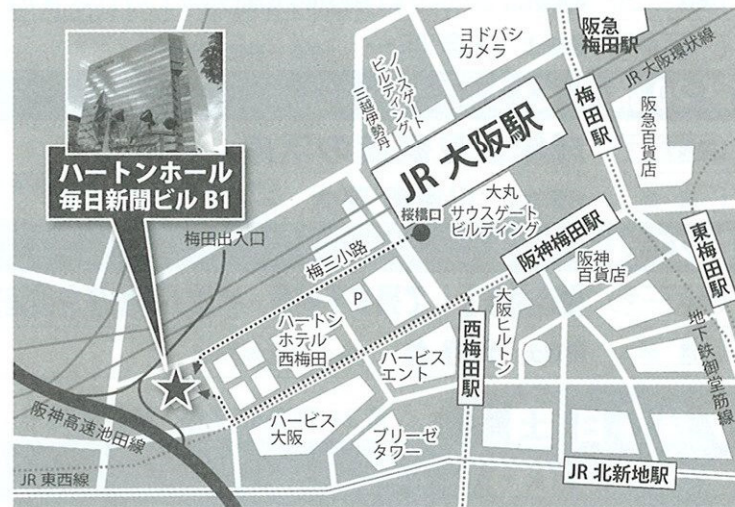 ヨドバシ
カメラ
阪急
梅田駅
JR 大阪環状線
ノースゲート
ビルディング
三越伊勢丹
梅田駅
阪急百貨店
JR 大阪駅
ハートンホール
毎日新聞ビル B1
大丸
桜橋口
サウスゲート
ビルディング
梅田出入口
梅三小路
阪神梅田駅
阪神
百貨店
東梅田駅
P
大阪ヒルトン
ハートン
ホテル
西梅田
西梅田駅
ハービス
エント
地下鉄御堂筋線
阪神高速池田線
ハービス
大阪
ブリーゼ
タワー
JR 東西線
JR 北新地駅